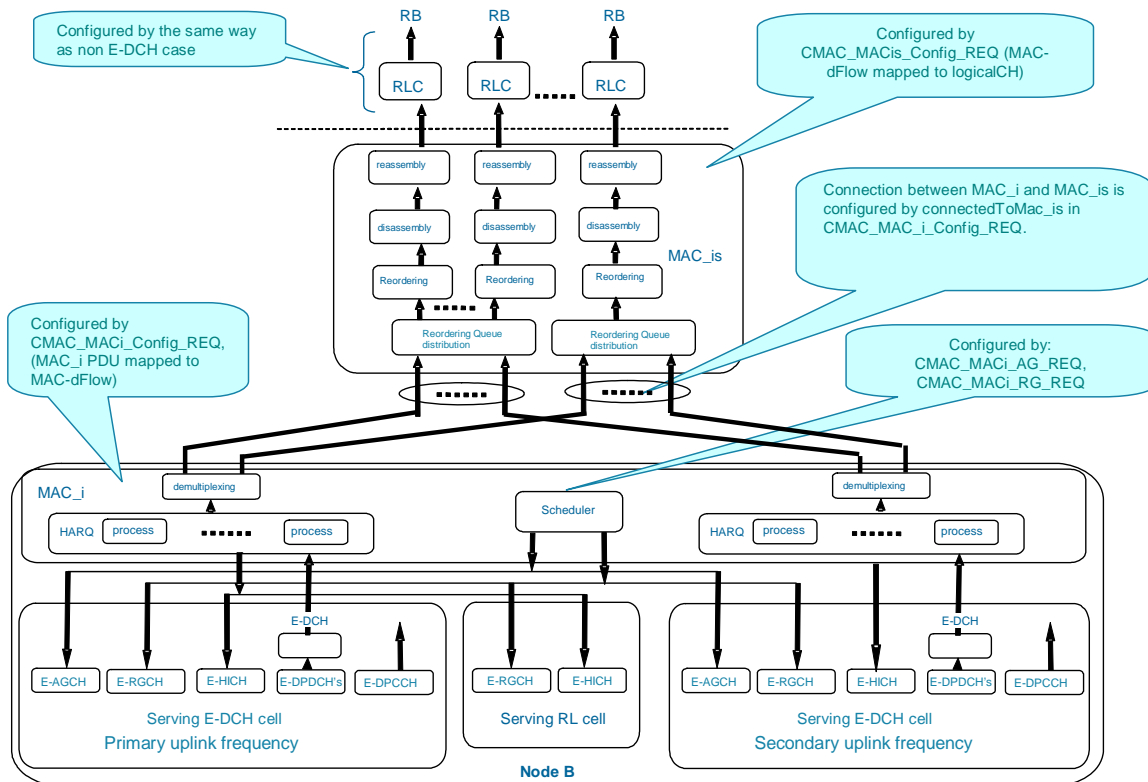 Configured by the same way
as non E-DCH case
RB
RB
RB
RLC
RLC
RLC
Configured by
CMAC_MACis_Config_REQ (MAC-
dFlow mapped to logicalCH)
reassembly
reassembly
reassembly
disassembly
disassembly
disassembly
Reordering
Reordering
Reordering
MAC_is
Reordering Queue
distribution
Reordering Queue
distribution
Connection between MAC_i and MAC_is is
configured by connectedToMac_is in
CMAC_MAC_i_Config_REQ.
Configured by
CMAC_MACi_Config_REQ,
(MAC_i PDU mapped to
MAC-dFlow)
Configured by:
CMAC_MACi_AG_REQ,
CMAC_MACi_RG_REQ
MAC_i
demultiplexing
Scheduler
demultiplexing
HARQ
process
process
HARQ
process
process
E-DCH
E-DCH
E-AGCH
E-RGCH
E-HICH
E-DPDCH's
E-DPCCH
E-RGCH
E-HICH
E-AGCH
E-RGCH
E-HICH
E-DPDCH's
E-DPCCH
Serving E-DCH cell
Primary uplink frequency
Serving RL cell
Serving E-DCH cell
Secondary uplink frequency
Node B